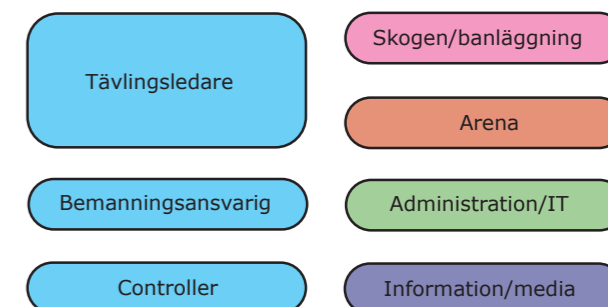 Tävlingsledare
Bemanningsansvarig
Controller
Skogen/banläggning
Arena
Administration/IT
Information/media